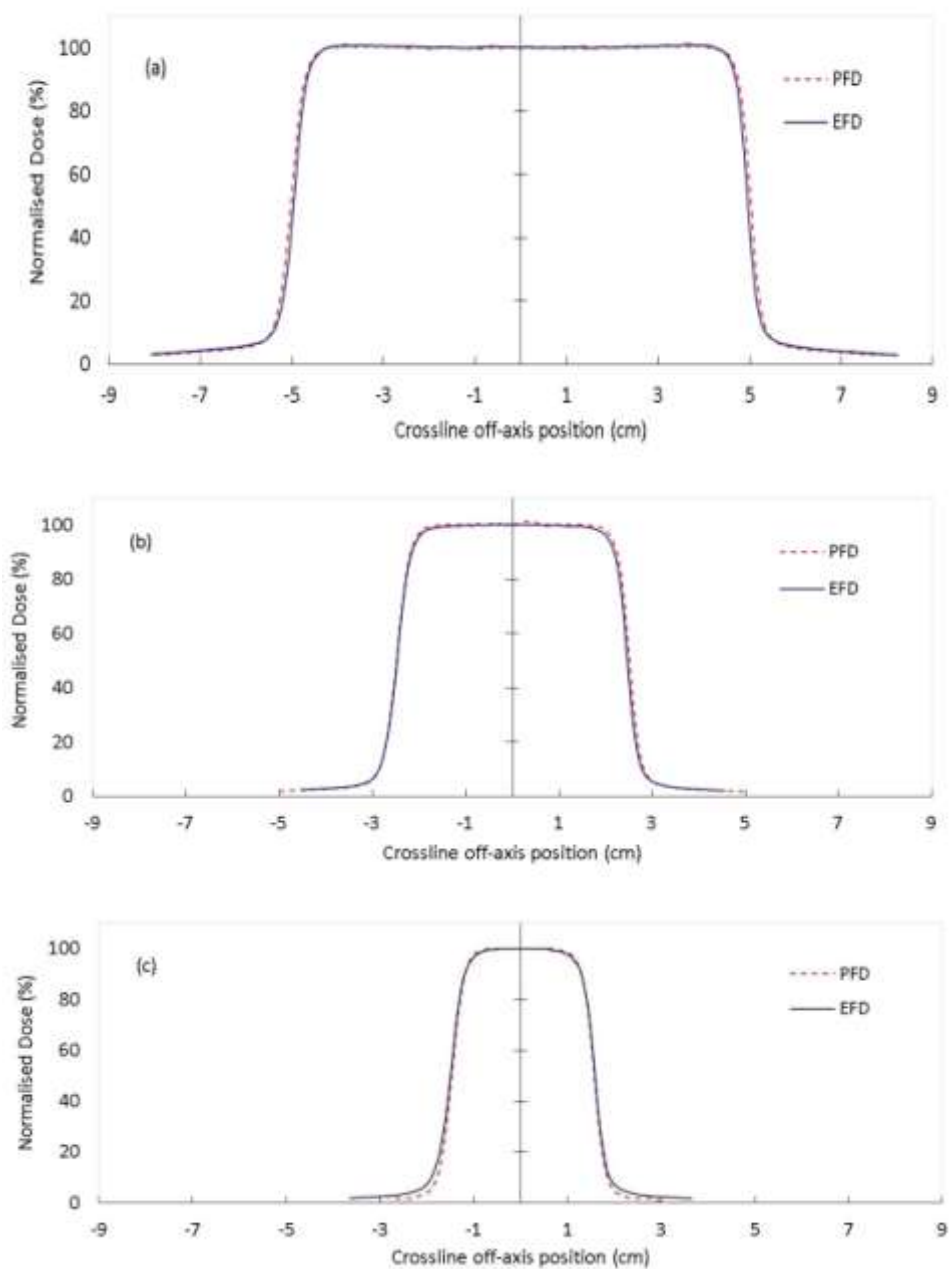 (a)
PFD
EFD
Normalised Dose (%)
100
80
60
40
20
0
-9 -7 -5 -3 -1 1 3 5 7 9
Crossline off-axis position (cm)
(b)
PFD
EFD
Normalised Dose (%)
100
80
60
40
20
0
-9 -7 -5 -3 -1 1 3 5 7 9
Crossline off-axis position (cm)
(c)
PFD
EFD
Normalised Dose (%)
100
80
60
40
20
0
-9 -7 -5 -3 -1 1 3 5 7 9
Crossline off-axis position (cm)